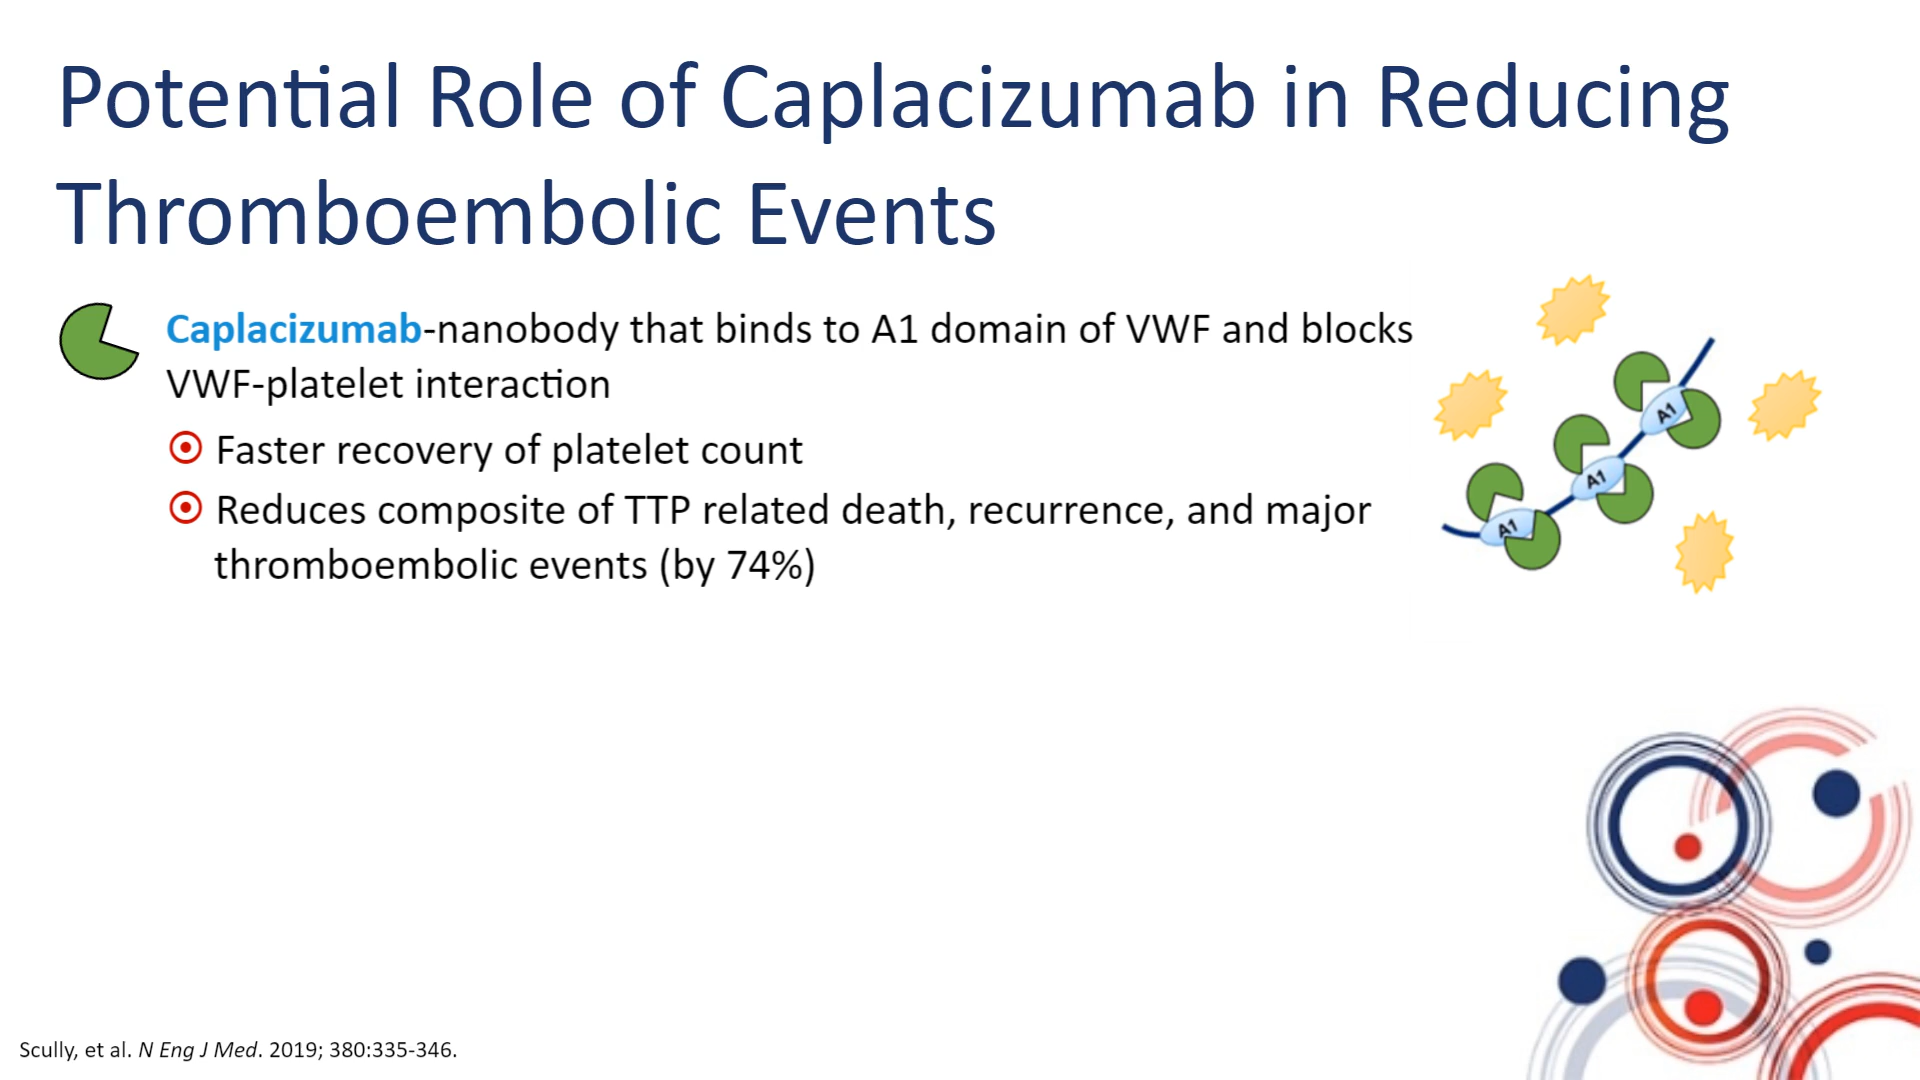 Potential Role of Caplacizumab in Reducing
Thromboembolic Events
Caplacizumab-nanobody that binds to A1 domain of VWF and blocks
VWF-platelet interaction
Faster recovery of platelet count
Reduces composite of TTP related death, recurrence, and major
thromboembolic events (by 74%)
A1
A1
A1
Scully, et al. N Eng J Med. 2019; 380:335-346.